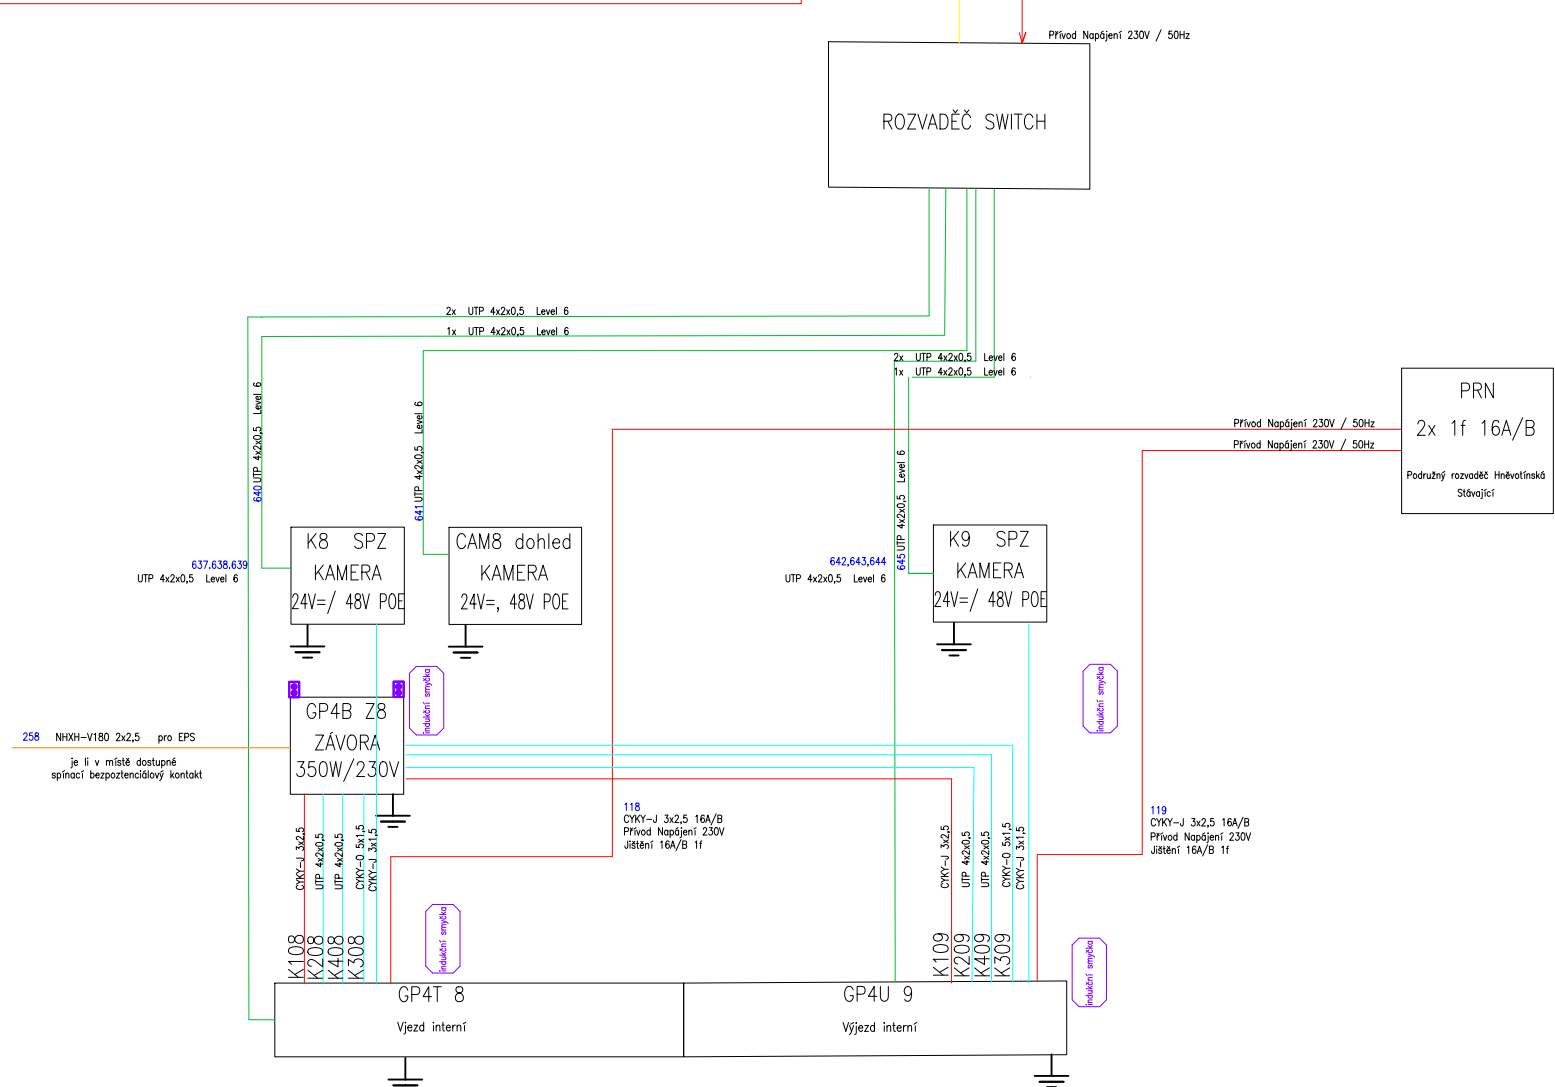 Přívod Napájení 230V / 50Hz
ROZVADĚČ SWITCH
2x UTP 4x2x0,5 Level 6
1x UTP 4x2x0,5 Level 6
2x UTP 4x2x0,5 Level 6
1x UTP 4x2x0,5 Level 6
640 UTP 4x2x0,5 Level 6
641 UTP 4x2x0,5 Level 6
645 UTP 4x2x0,5 Level 6
Přívod Napájení 230V / 50Hz
Přívod Napájení 230V / 50Hz
PRN
2x 1f 16A/B
Podružný rozvaděč Hněvotínská
Stávající
637.638.639
UTP 4x2x0,5 Level 6
K8 SPZ
KAMERA
24V=/ 48V POE
CAM8 dohled
KAMERA
24V=, 48V POE
642,643,644
UTP 4x2x0,5 Level 6
K9 SPZ
KAMERA
24V=/ 48V POE
indukční smyčka
indukční smyčka
GP4B Z8
ZÁVORA
350W/230V
258 NHXH-V180 2x2,5 pro EPS
je li v místě dostupné
spínací bezpoztenciálový kontakt
118
CYKY-J 3x2,5 16A/B
Přívod Napájení 230V
Jištění 16A/B 1f
119
CYKY-J 3x2,5 16A/B
Přívod Napájení 230V
Jištění 16A/B 1f
CYKY-J 3x2,5
UTP 4x2x0,5
UTP 4x2x0,5
CYKY-O 5x1,5
CYKY-J 3x1,5
CYKY-J 3x2,5
UTP 4x2x0,5
UTP 4x2x0,5
CYKY-O 5x1,5
CYKY-J 3x1,5
K108
K208
K408
K308
indukční smyčka
K109
K209
K409
K309
indukční smyčka
GP4T 8
Vjezd interní
GP4U 9
Výjezd interní